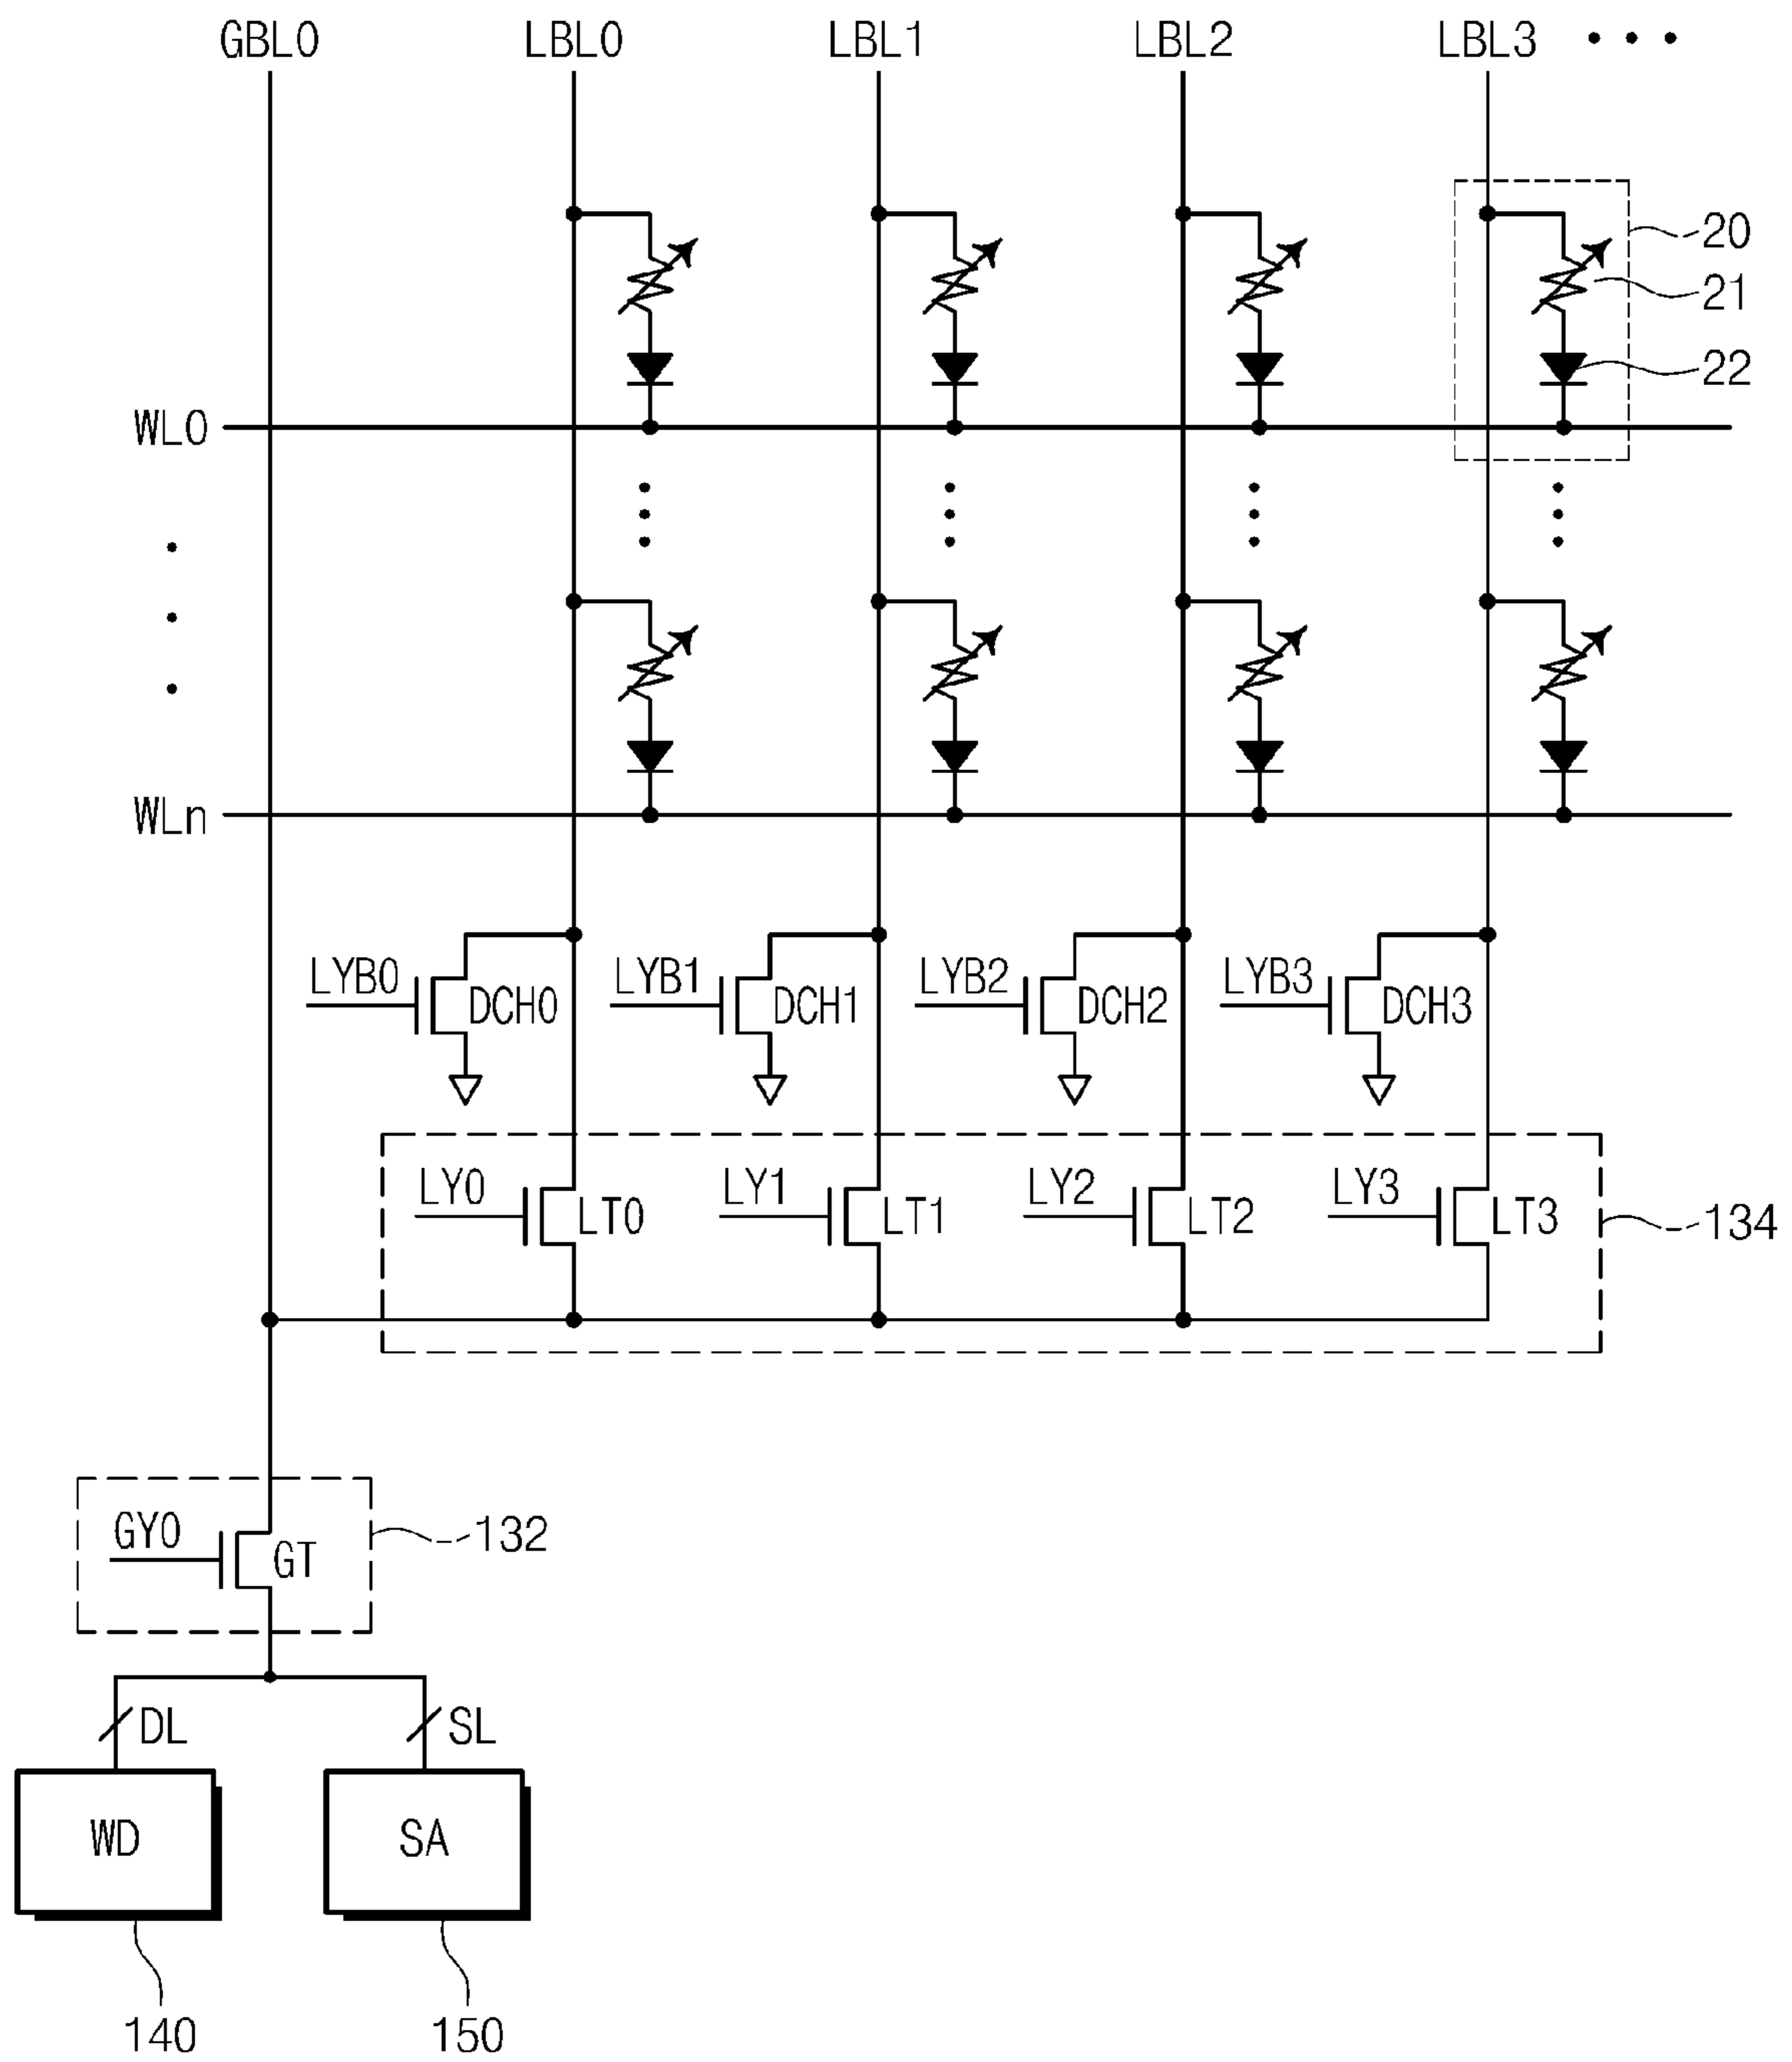 GBL0 LBL0 LBL1 LBL2 LBL3 • • •
20
21
22
WL0
WLn
LYB0 LYB1 LYB2 LYB3
DCH0 DCH1 DCH2 DCH3
LY0 LY1 LY2 LY3
LT0 LT1 LT2 LT3
134
GY0
GT
132
DL SL
WD SA
140 150